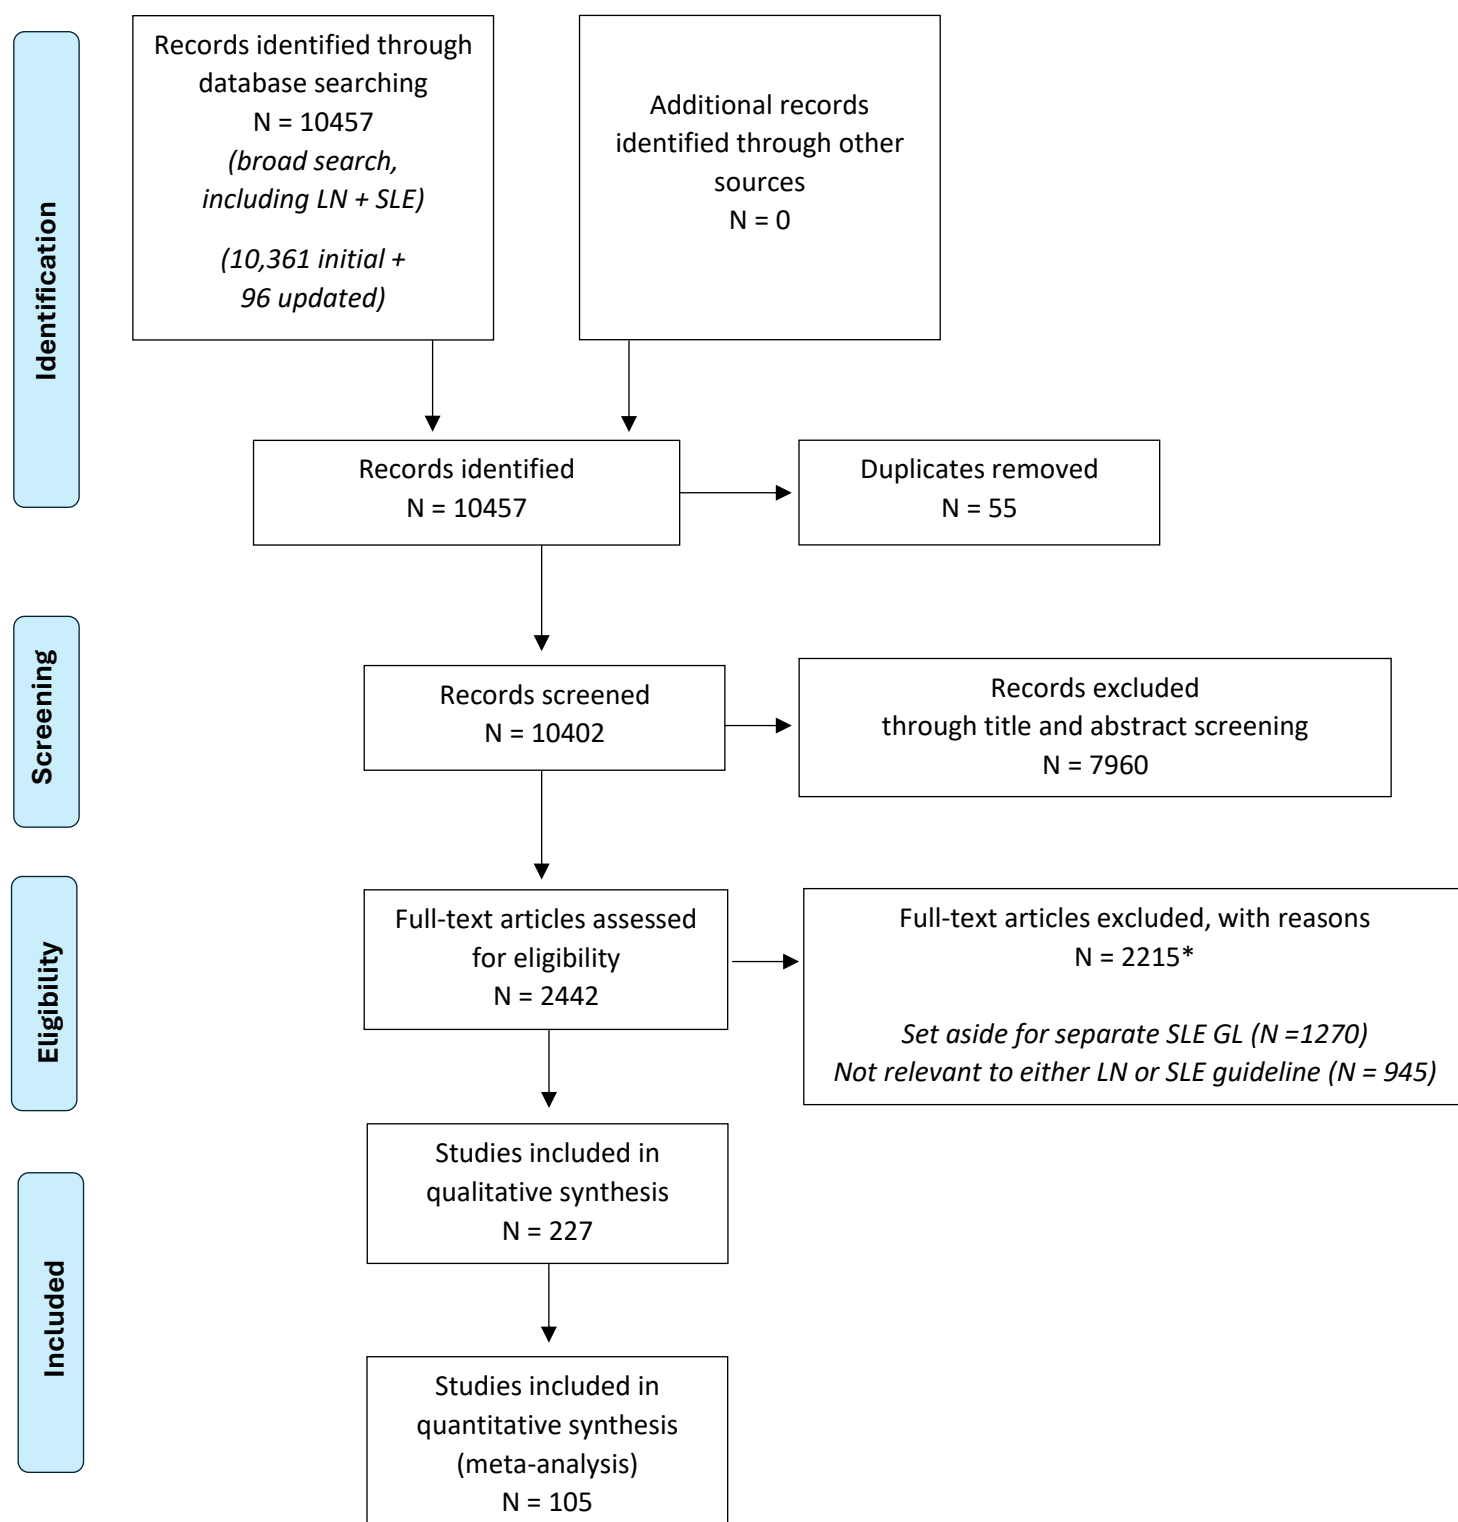 Identification
Records identified through
database searching
N = 10457
(broad search,
including LN + SLE)
(10,361 initial +
96 updated)
Additional records
identified through other
sources
N = 0
Records identified
N = 10457
Duplicates removed
N = 55
Screening
Records screened
N = 10402
Records excluded
through title and abstract screening
N = 7960
Eligibility
Full-text articles assessed
for eligibility
N = 2442
Full-text articles excluded, with reasons
N = 2215*
Set aside for separate SLE GL (N =1270)
Not relevant to either LN or SLE guideline (N = 945)
Included
Studies included in
qualitative synthesis
N = 227
Studies included in
quantitative synthesis
(meta-analysis)
N = 105